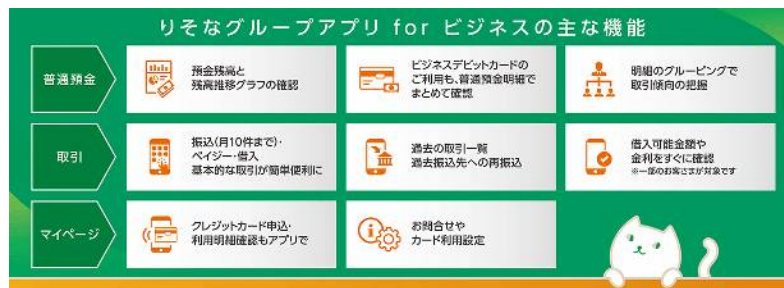 りそなグループアプリ for ビジネスの主な機能
普通預金
預金残高と
残高推移グラフの確認
ビジネスデビットカードの
ご利用も、普通預金明細で
まとめて確認
明細のグルーピングで
取引傾向の把握
取引
振込(月10件まで)・
ペイジー・借入
基本的な取引が簡単便利に
過去の取引一覧
過去振込先への再振込
借入可能金額や
金利をすぐに確認
※一部のお客さまが対象です
マイページ
クレジットカード申込・
利用明細確認もアプリで
お問合せや
カード利用設定